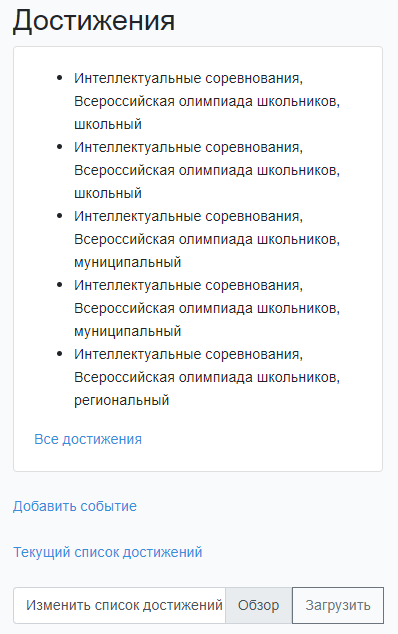 Достижения
Интеллектуальные соревнования,
Всероссийская олимпиада школьников,
школьный
Интеллектуальные соревнования,
Всероссийская олимпиада школьников,
школьный
Интеллектуальные соревнования,
Всероссийская олимпиада школьников,
муниципальный
Интеллектуальные соревнования,
Всероссийская олимпиада школьников,
муниципальный
Интеллектуальные соревнования,
Всероссийская олимпиада школьников,
региональный
Все достижения
Добавить событие
Текущий список достижений
Изменить список достижений Обзор Загрузить